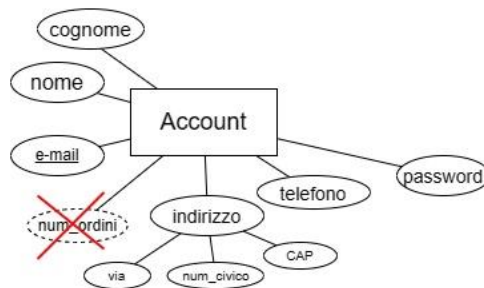 cognome
nome
Account
e-mail
password
telefono
num_ordini
indirizzo
CAP
via
num_civico